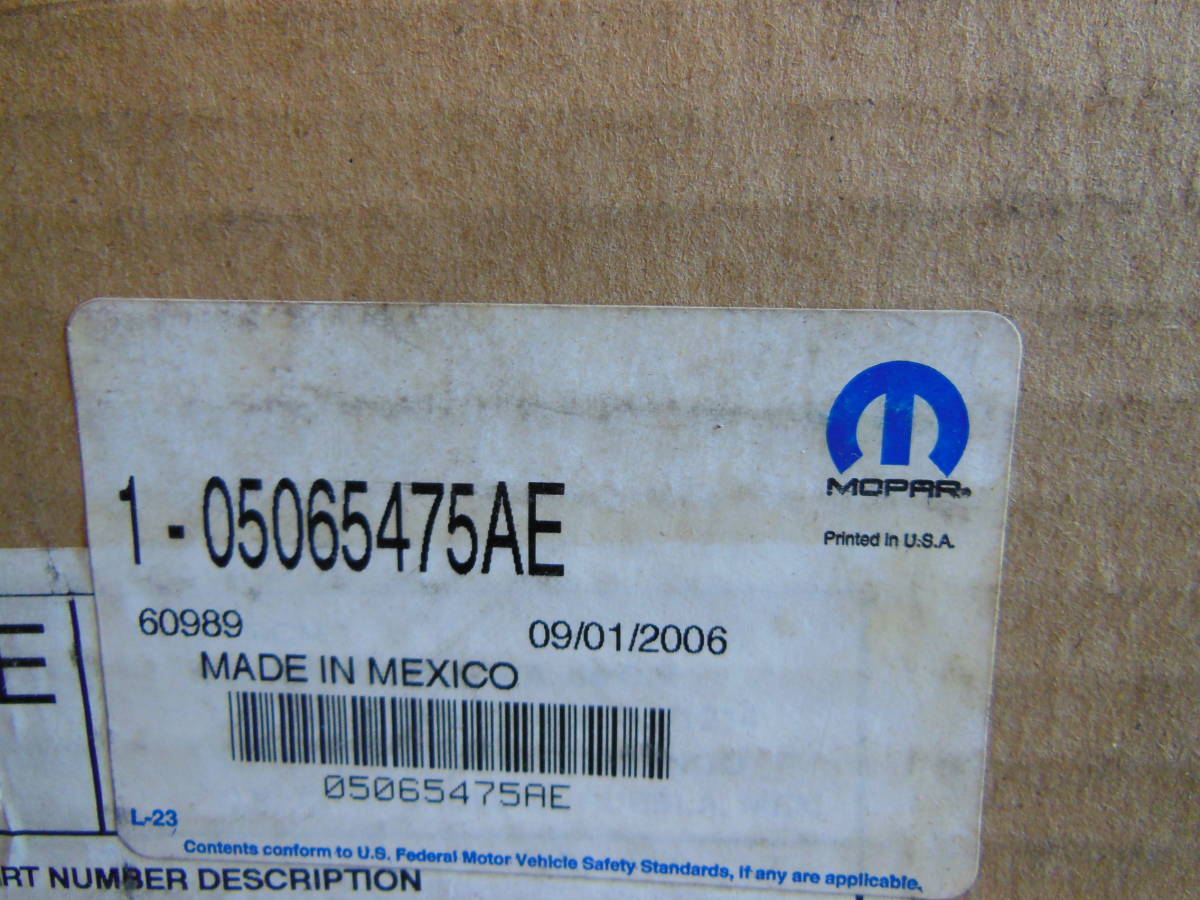 MOPAR®
Printed in U.S.A.
1-05065475AE
60989 09/01/2006
MADE IN MEXICO
05065475AE
L-23
Contents conform to U.S. Federal Motor Vehicle Safety Standards, if any are applicable.
E
ART NUMBER DESCRIPTION